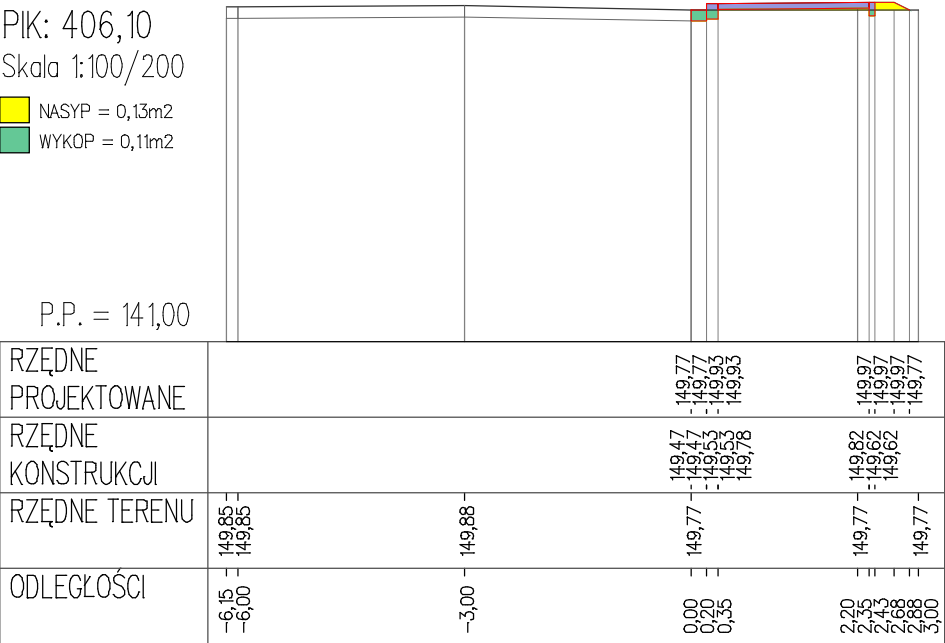 PIK: 406,10
Skala 1:100/200
NASYP = 0,13m2
WYKOP = 0,11m2
P.P. = 141,00
RZĘDNE
PROJEKTOWANE
149,77 149,77 149,93 149,93 149,97 149,97 149,97 149,77
RZĘDNE
KONSTRUKCJI
149,47 149,47 149,53 149,53 149,78 149,82 149,62 149,62
RZĘDNE TERENU
149,85 149,85 149,88 149,77 149,77 149,77
ODLEGŁOŚCI
-6,15 -6,00 -3,00 0,00 0,20 0,35 2,20 2,35 2,43 2,68 2,88 3,00